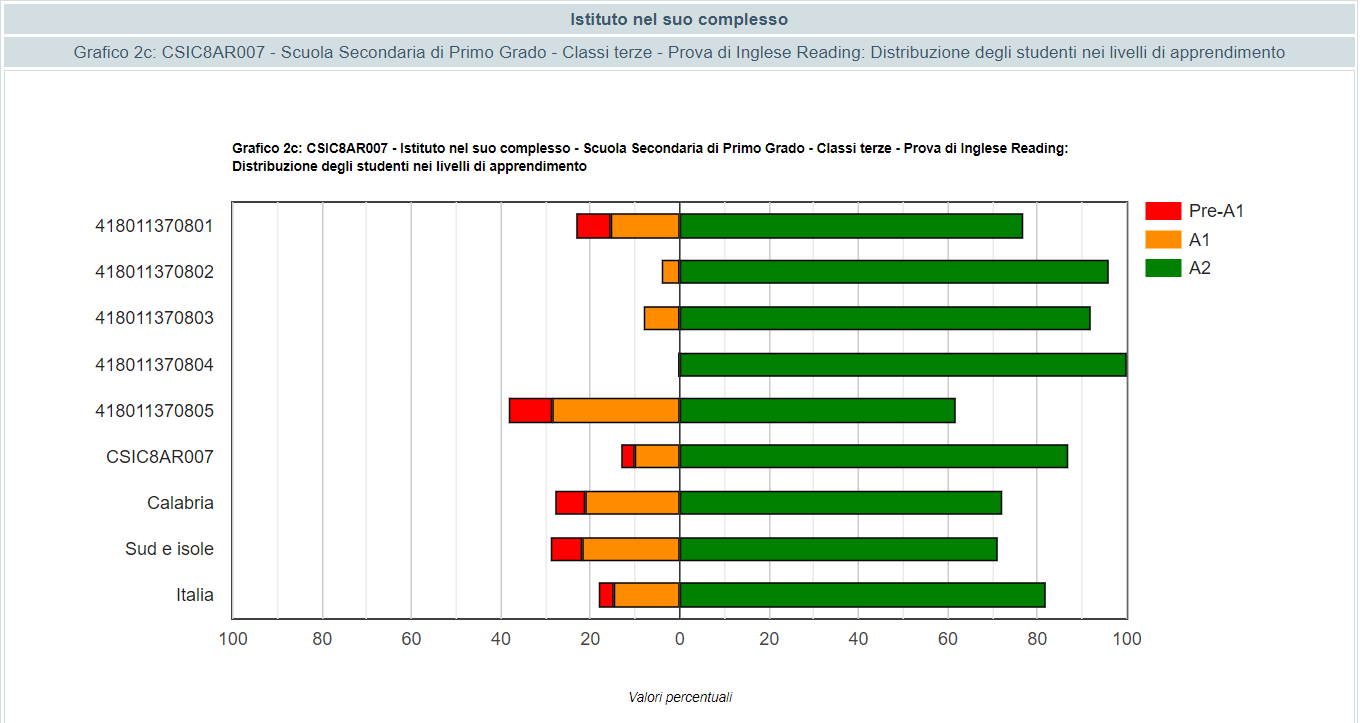 Istituto nel suo complesso
Grafico 2c: CSIC8AR007 - Scuola Secondaria di Primo Grado - Classi terze - Prova di Inglese Reading: Distribuzione degli studenti nei livelli di apprendimento
Grafico 2c: CSIC8AR007 - Istituto nel suo complesso - Scuola Secondaria di Primo Grado - Classi terze - Prova di Inglese Reading:
Distribuzione degli studenti nei livelli di apprendimento
Pre-A1
A1
A2
418011370801
418011370802
418011370803
418011370804
418011370805
CSIC8AR007
Calabria
Sud e isole
Italia
100 80 60 40 20 0 20 40 60 80 100
Valori percentuali